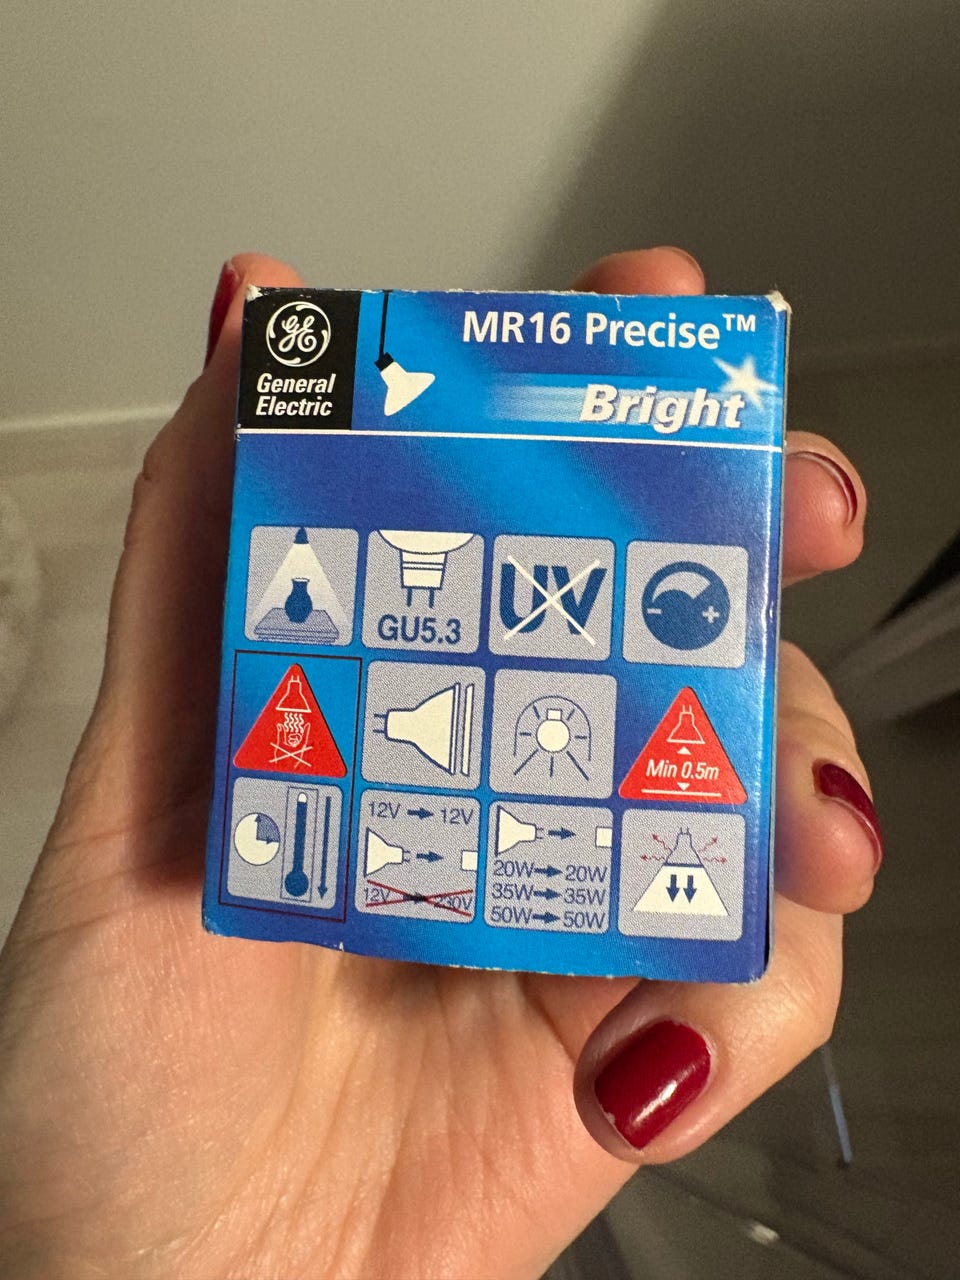 GE
General
Electric
MR16 Precise™
Bright
GU5.3
UV
- +
Min 0.5m
12V → 12V
12V → 230V
20W → 20W
35W → 35W
50W → 50W